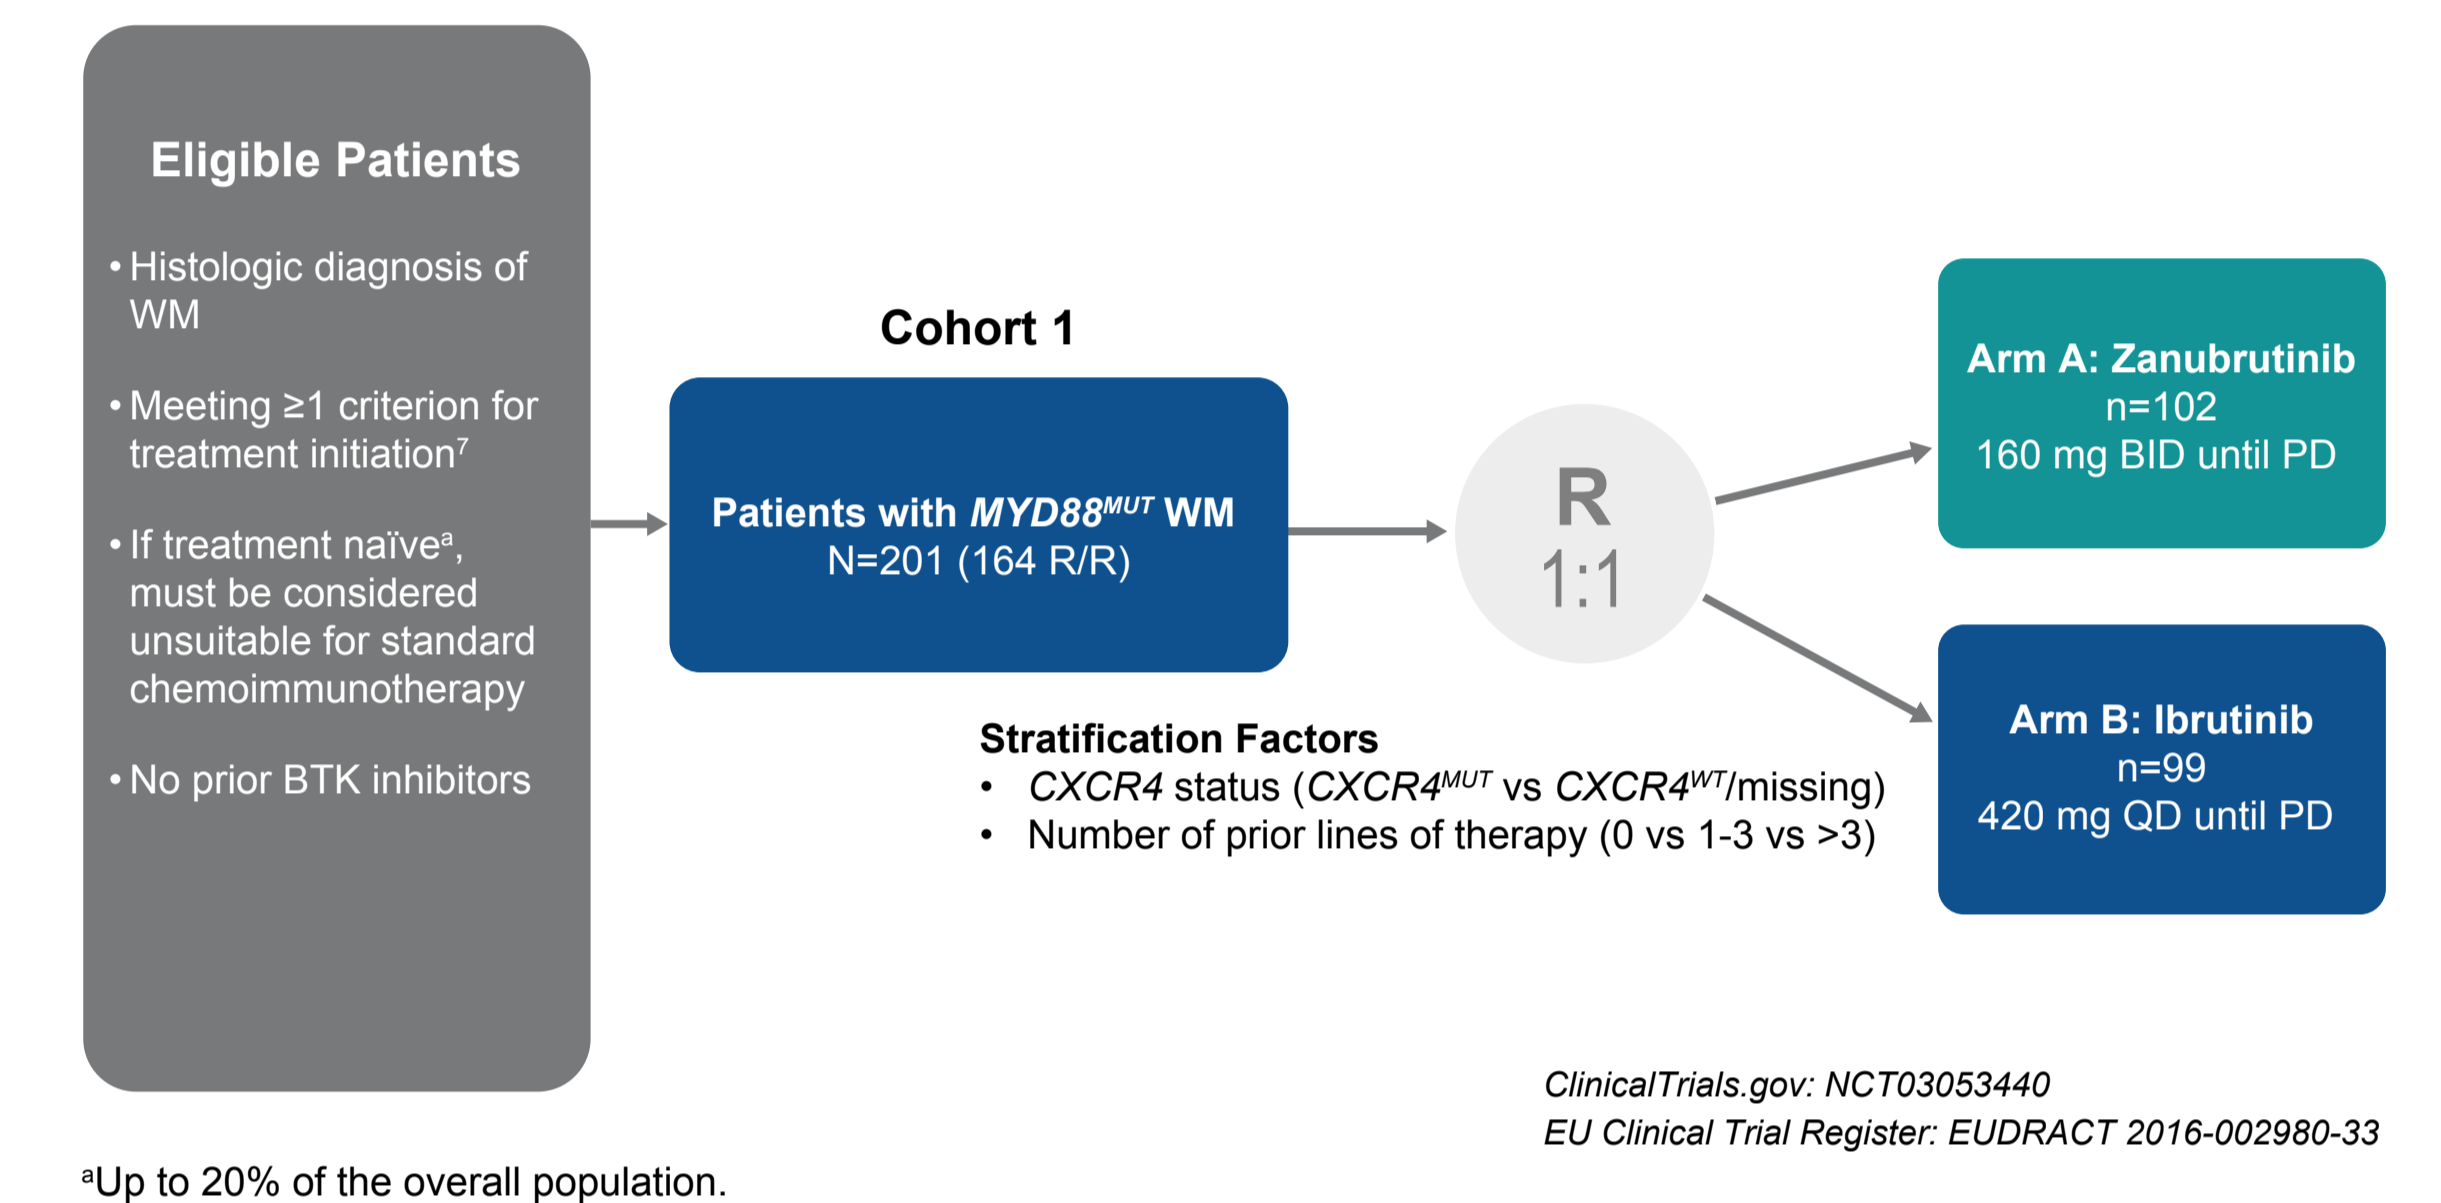 Eligible Patients
• Histologic diagnosis of
WM
• Meeting ≥1 criterion for
treatment initiation⁷
• If treatment naïveᵃ,
must be considered
unsuitable for standard
chemoimmunotherapy
• No prior BTK inhibitors
Cohort 1
Patients with MYD88ᴹᵁᵀ WM
N=201 (164 R/R)
R
1:1
Stratification Factors
• CXCR4 status (CXCR4ᴹᵁᵀ vs CXCR4ᵂᵀ/missing)
• Number of prior lines of therapy (0 vs 1-3 vs >3)
Arm A: Zanubrutinib
n=102
160 mg BID until PD
Arm B: Ibrutinib
n=99
420 mg QD until PD
ClinicalTrials.gov: NCT03053440
EU Clinical Trial Register: EUDRACT 2016-002980-33
ᵃUp to 20% of the overall population.